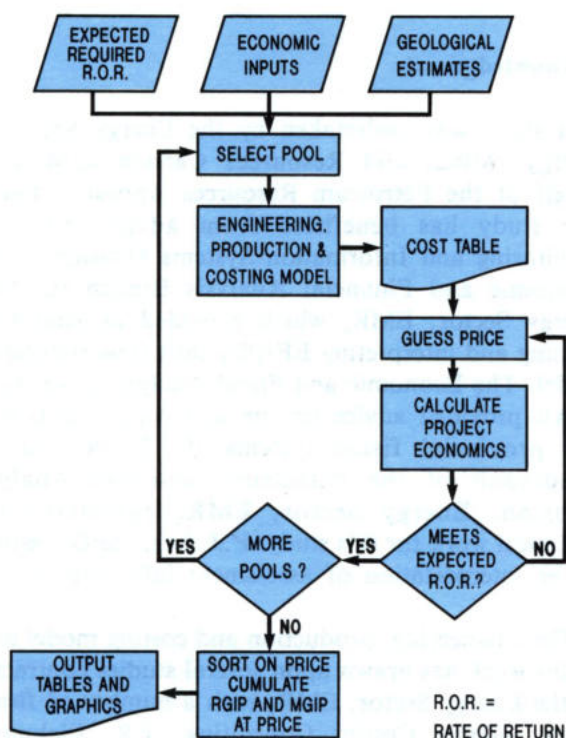 EXPECTED
REQUIRED
R.O.R.
ECONOMIC
INPUTS
GEOLOGICAL
ESTIMATES
SELECT POOL
ENGINEERING,
PRODUCTION &
COSTING MODEL
COST TABLE
GUESS PRICE
CALCULATE
PROJECT
ECONOMICS
MEETS
EXPECTED
R.O.R.?
NO
YES
MORE
POOLS ?
YES
NO
SORT ON PRICE
CUMULATE
RGIP AND MGIP
AT PRICE
OUTPUT
TABLES AND
GRAPHICS
R.O.R. =
RATE OF RETURN